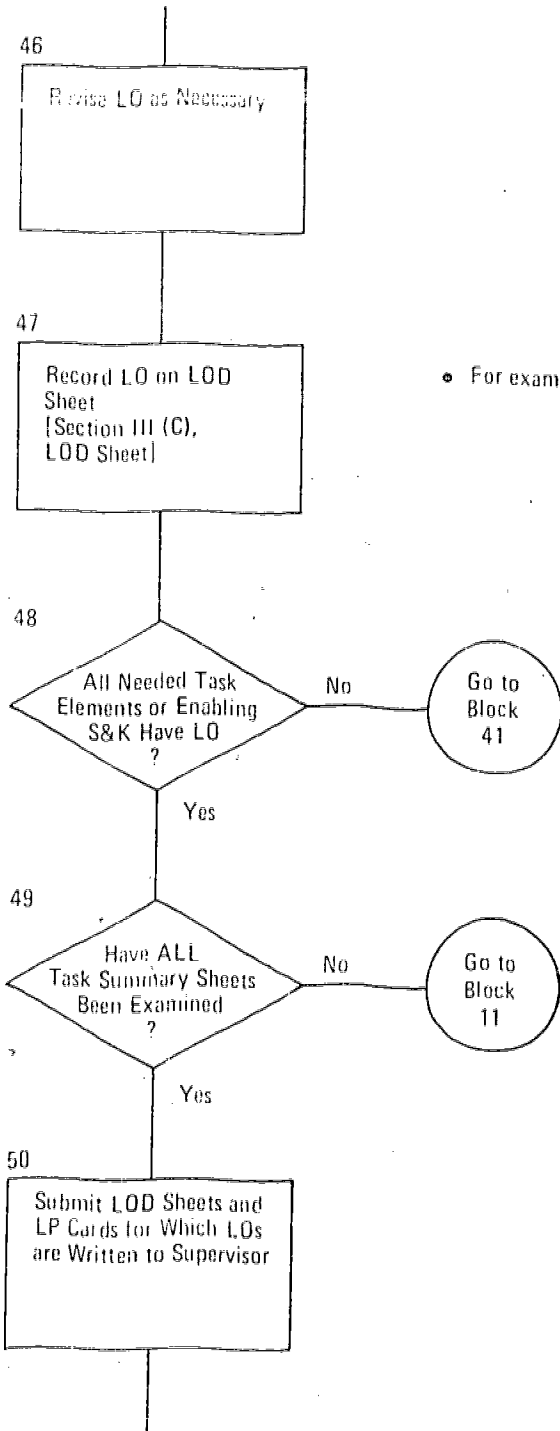 46
Revise LO as Necessary
47
Record LO on LOD
Sheet
[Section III (C),
LOD Sheet]
• For exam
48
All Needed Task
Elements or Enabling
S&K Have LO
?
No
Go to
Block
41
Yes
49
Have ALL
Task Summary Sheets
Been Examined
?
No
Go to
Block
11
Yes
50
Submit LOD Sheets and
LP Cards for Which LOs
are Written to Supervisor